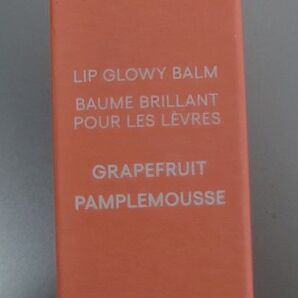 LIP GLOWY BALM
BAUME BRILLANT
POUR LES LÈVRES
GRAPEFRUIT
PAMPLEMOUSSE